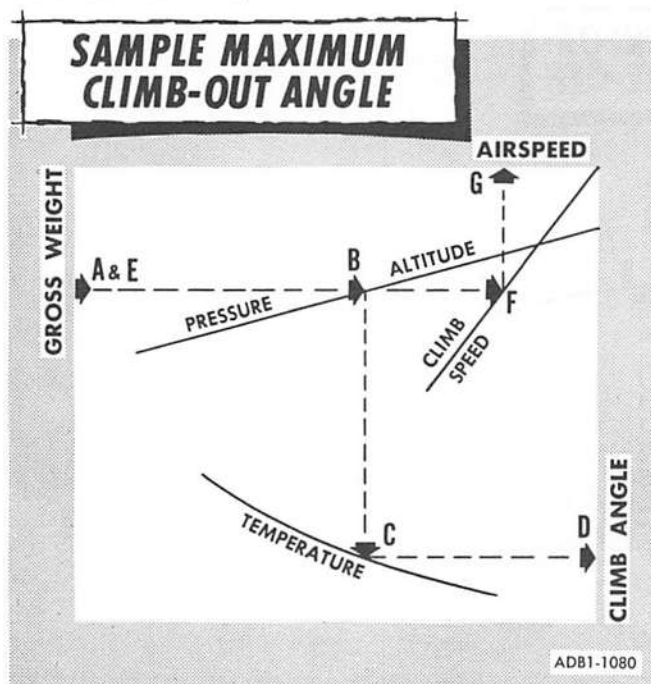 SAMPLE MAXIMUM
CLIMB-OUT ANGLE
AIRSPEED
G
GROSS WEIGHT
A & E
B
ALTITUDE
PRESSURE
F
CLIMB
SPEED
TEMPERATURE
C
D
CLIMB ANGLE
ADB1-1080